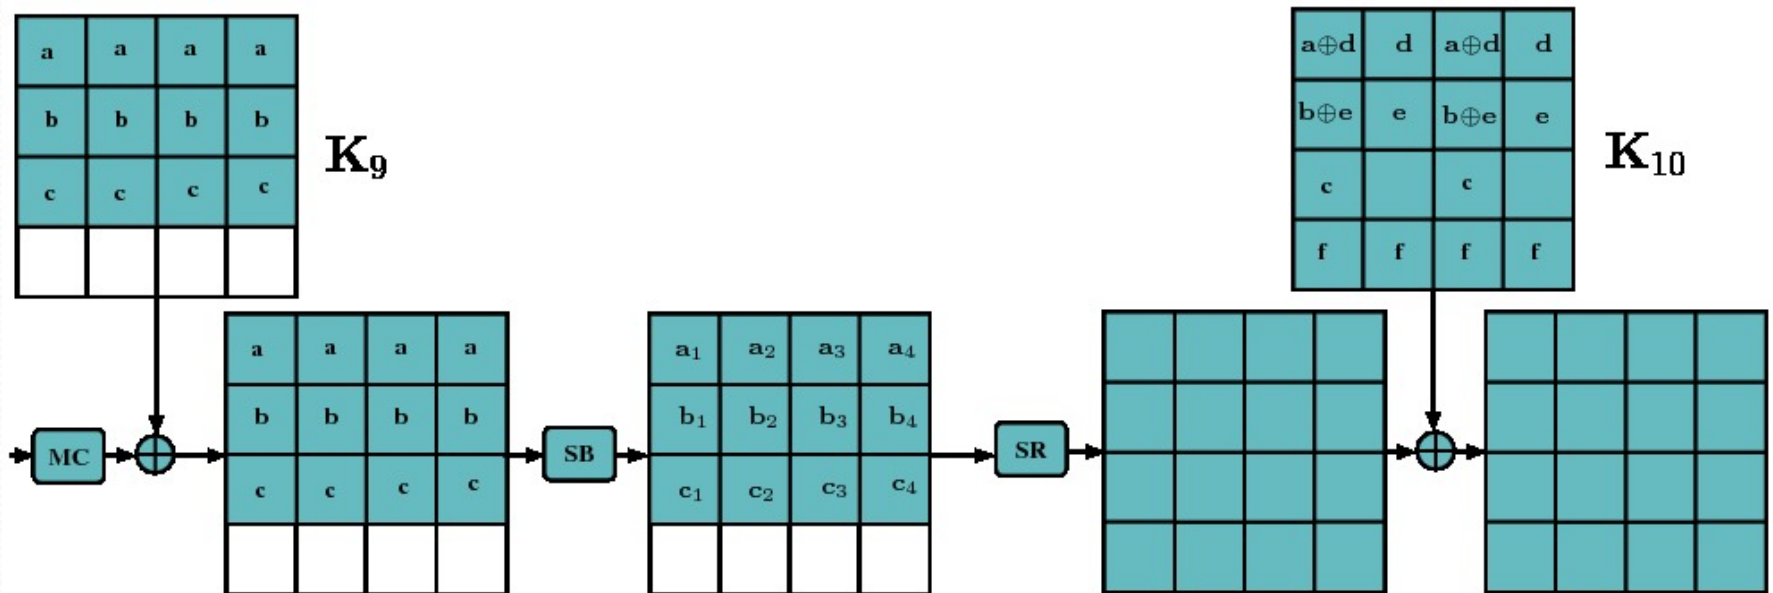 a a a a
b b b b
c c c c
K₉
a⊕d d a⊕d d
b⊕e e b⊕e e
c c
f f f f
K₁₀
MC
a a a a
b b b b
c c c c
SB
a₁ a₂ a₃ a₄
b₁ b₂ b₃ b₄
c₁ c₂ c₃ c₄
SR